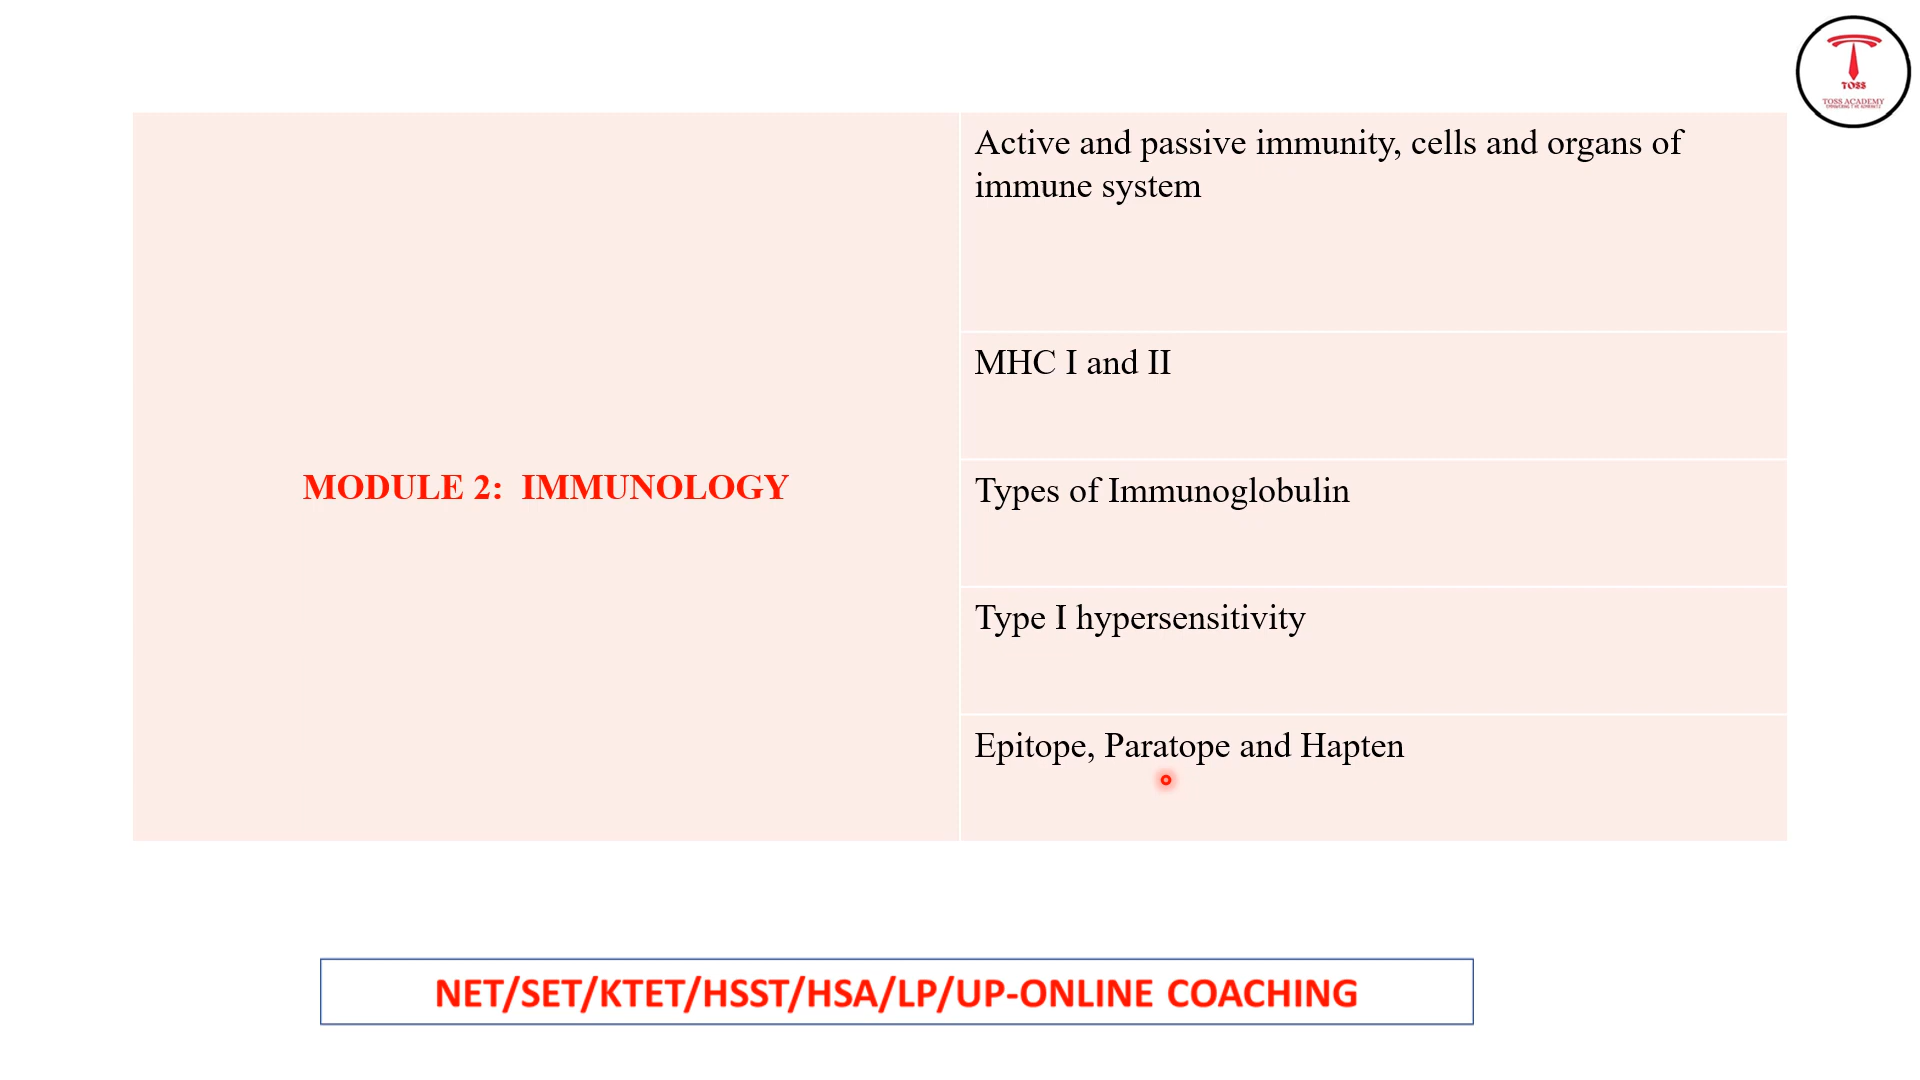 TOSS
TOSS ACADEMY
Active and passive immunity, cells and organs of
immune system
MHC I and II
MODULE 2:  IMMUNOLOGY
Types of Immunoglobulin
Type I hypersensitivity
Epitope, Paratope and Hapten
NET/SET/KTET/HSST/HSA/LP/UP-ONLINE COACHING